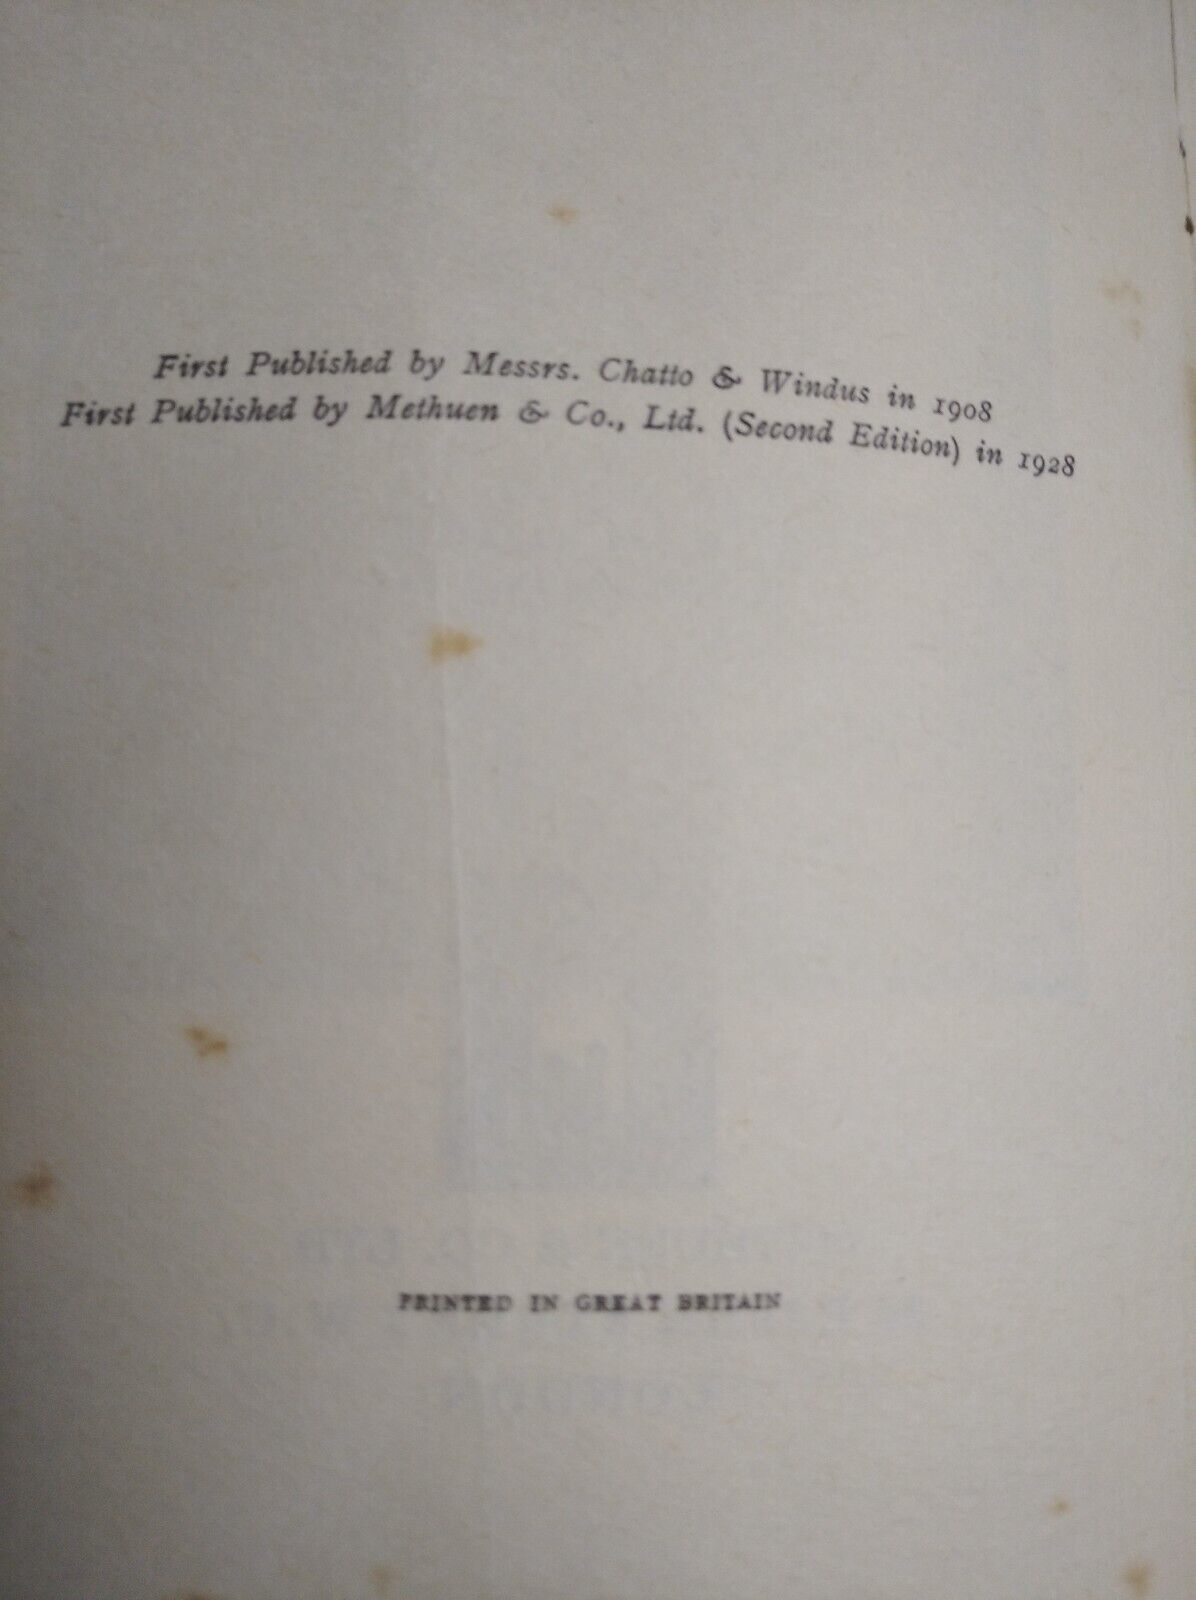 First Published by Messrs. Chatto & Windus in 1908
First Published by Methuen & Co., Ltd. (Second Edition) in 1928
PRINTED IN GREAT BRITAIN